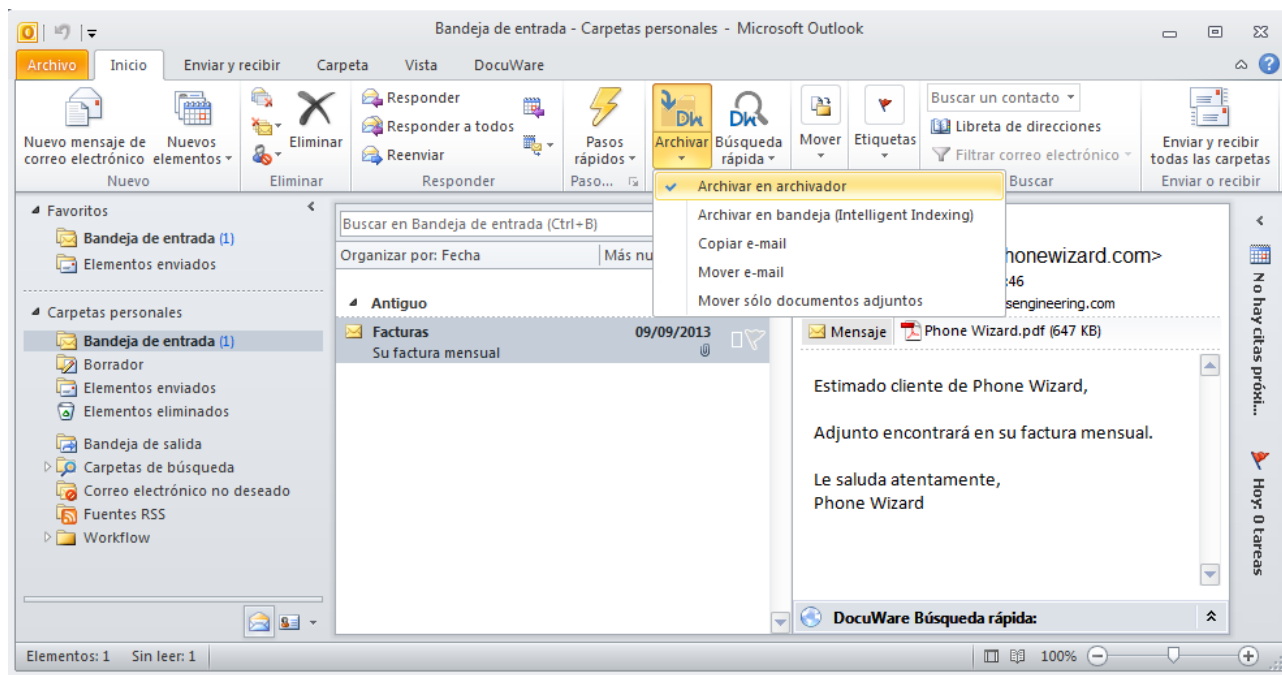 Bandeja de entrada - Carpetas personales - Microsoft Outlook
Archivo Inicio Enviar y recibir Carpeta Vista DocuWare
Nuevo mensaje de correo electrónico
Nuevos elementos
Nuevo
Eliminar
Eliminar
Responder
Responder a todos
Reenviar
Responder
Pasos rápidos
Paso...
DW
Archivar
DW
Búsqueda rápida
Mover
Etiquetas
Buscar un contacto
Libreta de direcciones
Filtrar correo electrónico
Buscar
Enviar y recibir todas las carpetas
Enviar o recibir
Archivar en archivador
Archivar en bandeja (Intelligent Indexing)
Copiar e-mail
Mover e-mail
Mover sólo documentos adjuntos
Favoritos
Bandeja de entrada (1)
Elementos enviados
Carpetas personales
Bandeja de entrada (1)
Borrador
Elementos enviados
Elementos eliminados
Bandeja de salida
Carpetas de búsqueda
Correo electrónico no deseado
Fuentes RSS
Workflow
Buscar en Bandeja de entrada (Ctrl+B)
Organizar por: Fecha Más nu
Antiguo
Facturas 09/09/2013
Su factura mensual
honewizard.com>
:46
sengineering.com
Mensaje Phone Wizard.pdf (647 KB)
Estimado cliente de Phone Wizard,
Adjunto encontrará en su factura mensual.
Le saluda atentamente,
Phone Wizard
DocuWare Búsqueda rápida:
No hay citas próxi...
Hoy: 0 tareas
Elementos: 1 Sin leer: 1
100%